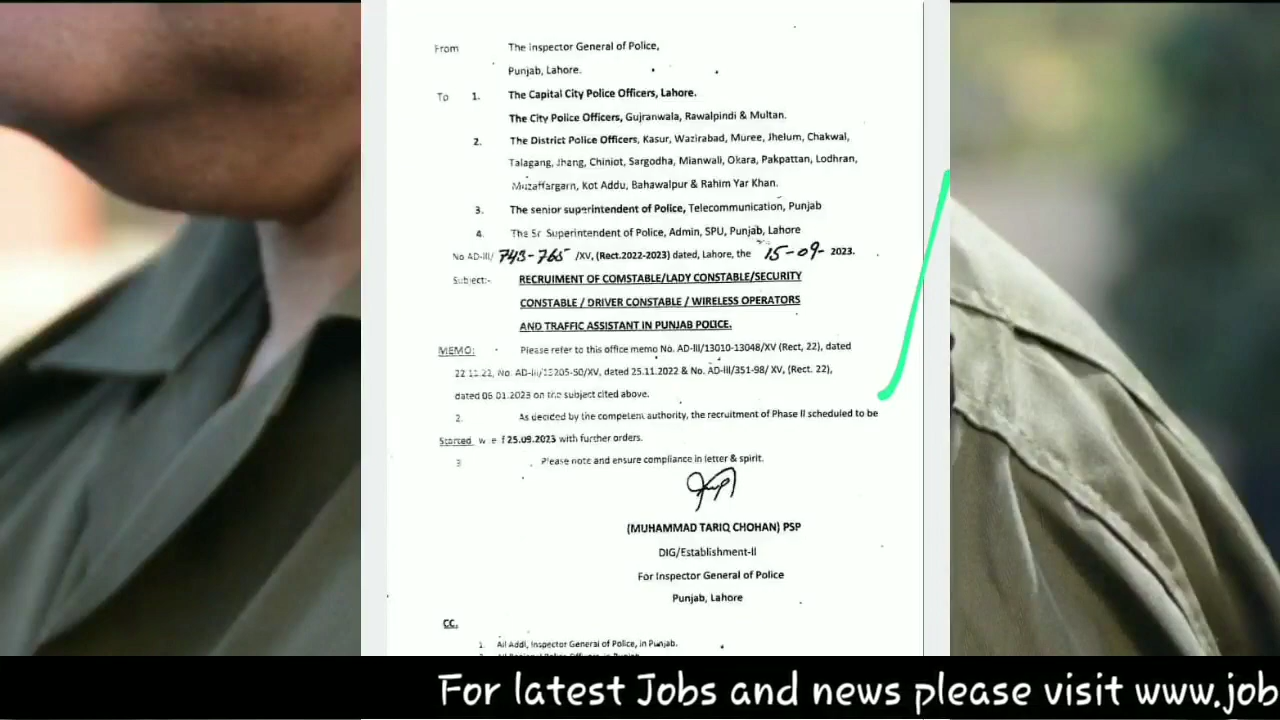 From The Inspector General of Police,
Punjab, Lahore.
To 1. The Capital City Police Officers, Lahore.
The City Police Officers, Gujranwala, Rawalpindi & Multan.
2. The District Police Officers, Kasur, Wazirabad, Muree, Jhelum, Chakwal,
Talagang, Jhang, Chiniot, Sargodha, Mianwali, Okara, Pakpattan, Lodhran,
Muzaffargarn, Kot Addu, Bahawalpur & Rahim Yar Khan.
3. The senior superintendent of Police, Telecommunication, Punjab
4. The Sr Superintendent of Police, Admin, SPU, Punjab, Lahore
No AD-III/ 743-765 /XV, (Rect.2022-2023) dated, Lahore, the 15-09- 2023.
Subject:- RECRUIMENT OF COMSTABLE/LADY CONSTABLE/SECURITY
CONSTABLE / DRIVER CONSTABLE / WIRELESS OPERATORS
AND TRAFFIC ASSISTANT IN PUNJAB POLICE.
MEMO: Please refer to this office memo No. AD-III/13010-13048/XV (Rect, 22), dated
22.11.22, No. AD-III/13205-50/XV, dated 25.11.2022 & No. AD-III/351-98/ XV, (Rect. 22),
dated 06.01.2023 on the subject cited above.
2. As decided by the competent authority, the recruitment of Phase II scheduled to be
Started w e f 25.09.2023 with further orders.
3 Please note and ensure compliance in letter & spirit.
(MUHAMMAD TARIQ CHOHAN) PSP
DIG/Establishment-II
For Inspector General of Police
Punjab, Lahore
CC.
1. All Addl, Inspector General of Police, in Punjab.
For latest Jobs and news please visit www.job